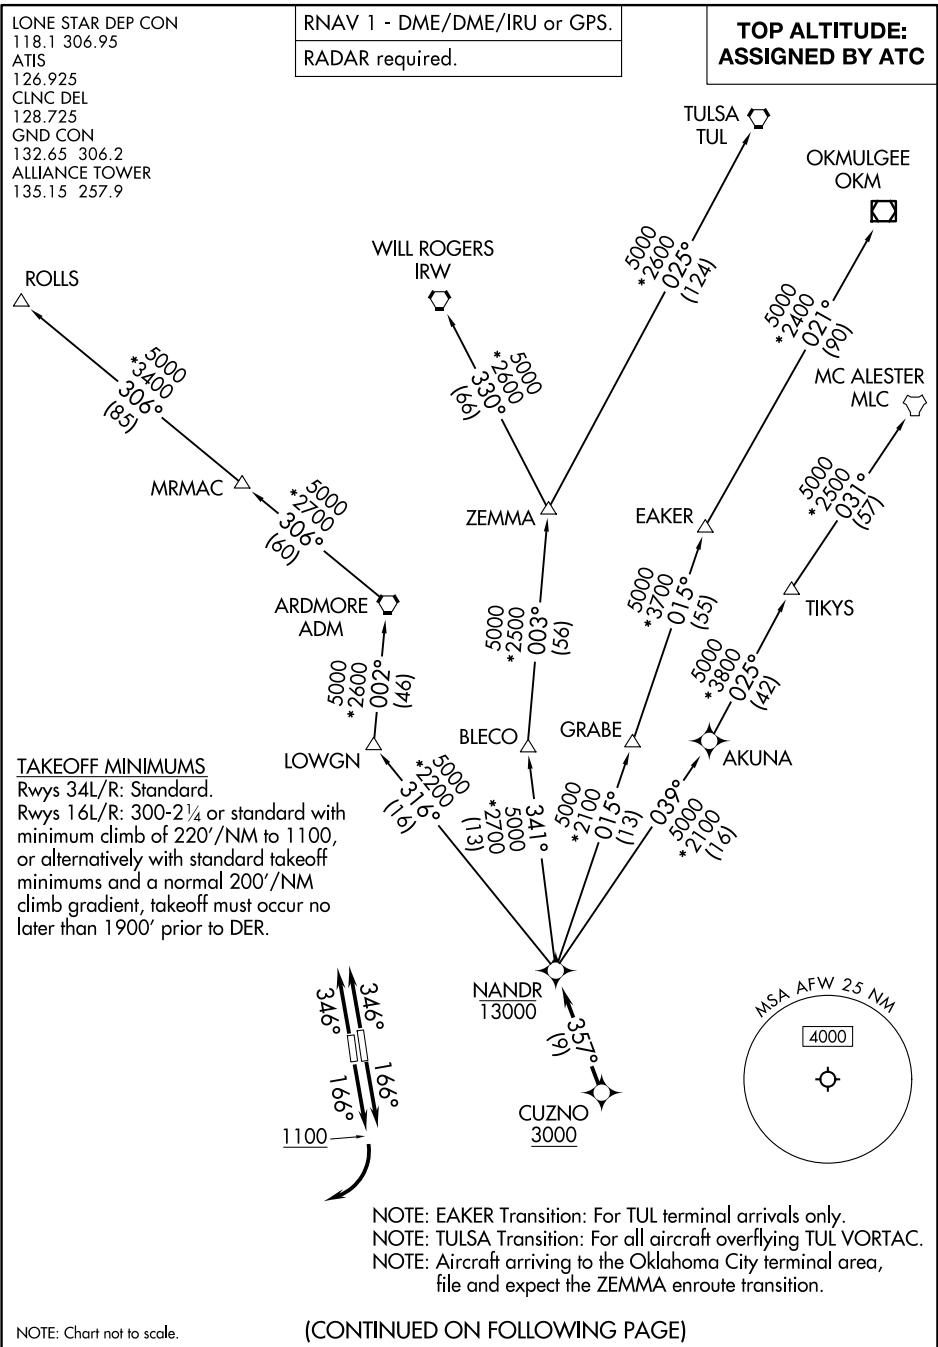 LONE STAR DEP CON
118.1 306.95
ATIS
126.925
CLNC DEL
128.725
GND CON
132.65 306.2
ALLIANCE TOWER
135.15 257.9
RNAV 1 - DME/DME/IRU or GPS.
RADAR required.
TOP ALTITUDE:
ASSIGNED BY ATC
TULSA
TUL
OKMULGEE
OKM
WILL ROGERS
IRW
ROLLS
5000
*2600
025°
(124)
5000
*2400
021°
(90)
5000
*3400
306°
(85)
5000
*2600
330°
(66)
MC ALESTER
MLC
MRMAC
5000
*2700
306°
(60)
ZEMMA
EAKER
5000
*2500
031°
(57)
ARDMORE
ADM
5000
*2500
003°
(56)
5000
*3700
015°
(55)
TIKYS
5000
*2600
002°
(46)
5000
*3800
025°
(42)
LOWGN
BLECO
GRABE
AKUNA
5000
*2200
316°
(16)
341°
5000
*2700
(13)
5000
*2100
015°
(13)
039°
5000
*2100
(16)
TAKEOFF MINIMUMS
Rwys 34L/R: Standard.
Rwys 16L/R: 300-2¼ or standard with
minimum climb of 220'/NM to 1100,
or alternatively with standard takeoff
minimums and a normal 200'/NM
climb gradient, takeoff must occur no
later than 1900' prior to DER.
NANDR
13000
357°
(9)
CUZNO
3000
346°
346°
166°
166°
1100
MSA AFW 25 NM
4000
NOTE: EAKER Transition: For TUL terminal arrivals only.
NOTE: TULSA Transition: For all aircraft overflying TUL VORTAC.
NOTE: Aircraft arriving to the Oklahoma City terminal area,
file and expect the ZEMMA enroute transition.
NOTE: Chart not to scale.
(CONTINUED ON FOLLOWING PAGE)